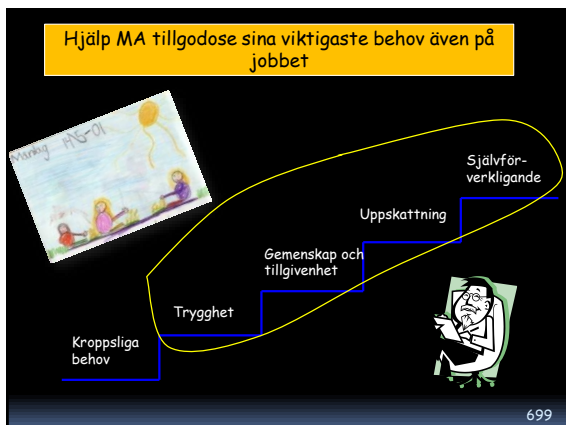 Hjälp MA tillgodose sina viktigaste behov även på
jobbet
Måndag
Självför-
verkligande
Uppskattning
Gemenskap och
tillgivenhet
Trygghet
Kroppsliga
behov
699